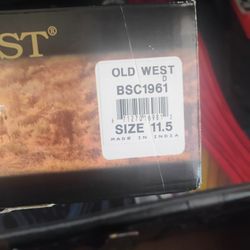 ST®
OLD WEST
D
BSC1961
SIZE 11.5
MADE IN INDIA